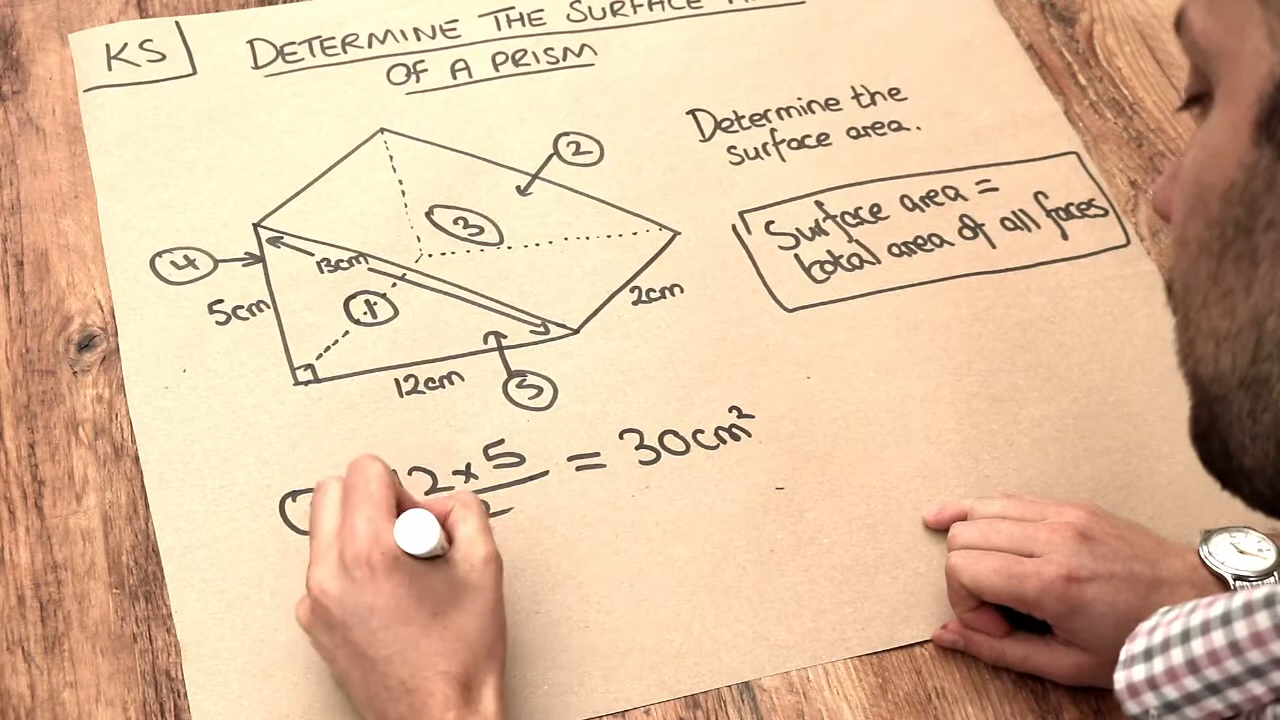 KS
DETERMINE THE SURFACE
OF A PRISM
Determine the
surface area.
Surface area =
total area of all faces
2
3
4
13cm
5cm
1
2cm
12cm
5
12 × 5 = 30cm²
2